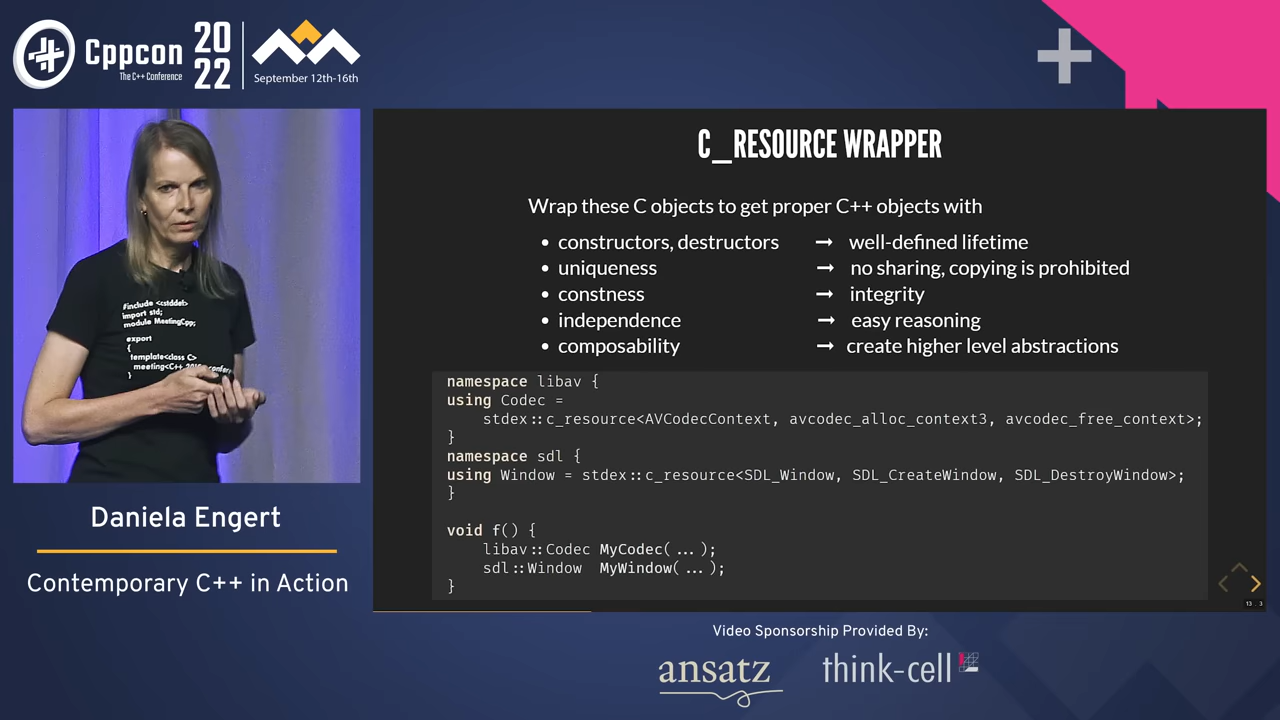 Cppcon
The C++ Conference
20
22
September 12th-16th
#include <cstddef>
import std;
module MeetingCpp;
export
{
template<class C>
}
Daniela Engert
Contemporary C++ in Action
C_RESOURCE WRAPPER
Wrap these C objects to get proper C++ objects with
• constructors, destructors → well-defined lifetime
• uniqueness → no sharing, copying is prohibited
• constness → integrity
• independence → easy reasoning
• composability → create higher level abstractions
namespace libav {
using Codec =
stdex::c_resource<AVCodecContext, avcodec_alloc_context3, avcodec_free_context>;
}
namespace sdl {
using Window = stdex::c_resource<SDL_Window, SDL_CreateWindow, SDL_DestroyWindow>;
}
void f() {
libav::Codec MyCodec(...);
sdl::Window MyWindow(...);
}
13.3
Video Sponsorship Provided By:
ansatz
think-cell